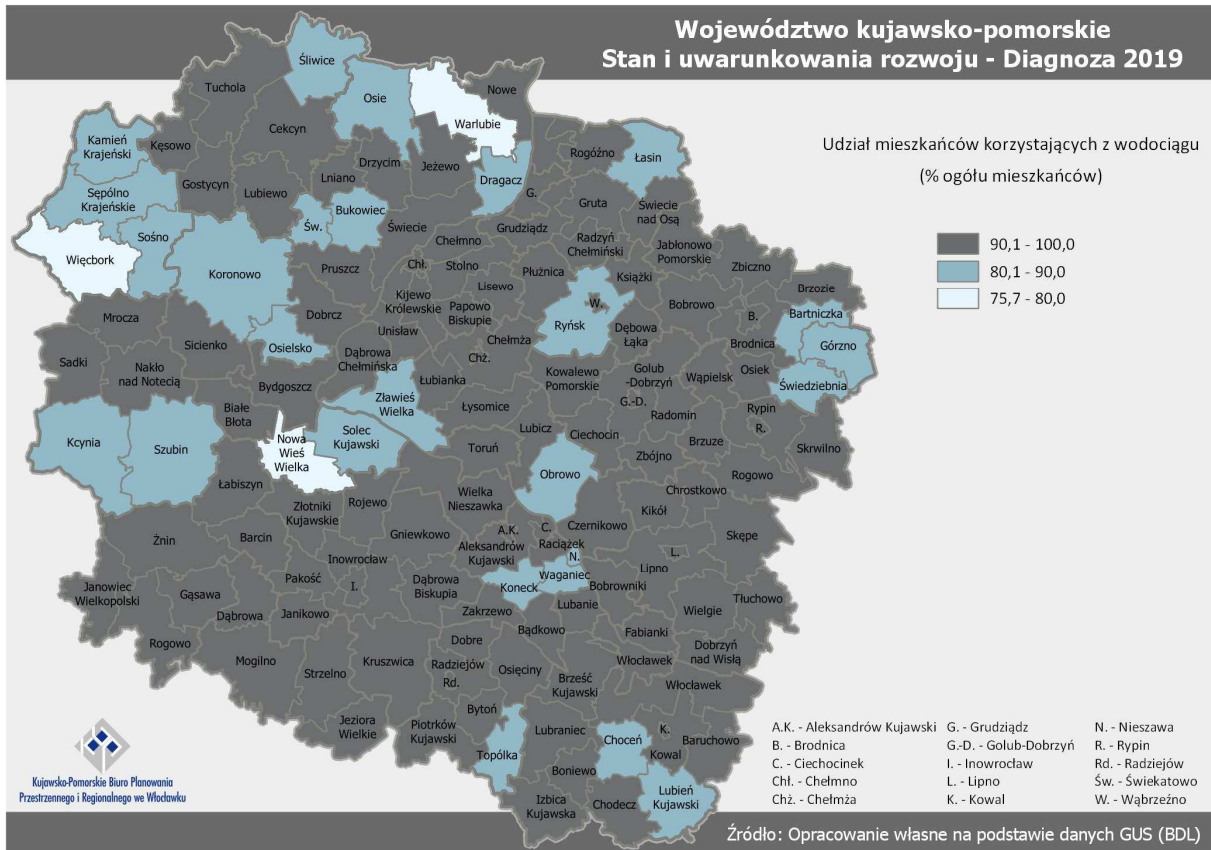 Województwo kujawsko-pomorskie
Stan i uwarunkowania rozwoju - Diagnoza 2019
Udział mieszkańców korzystających z wodociągu
(% ogółu mieszkańców)
90,1 - 100,0
80,1 - 90,0
75,7 - 80,0
Śliwice
Tuchola
Osie
Nowe
Warlubie
Cekcyn
Kamień
Krajeński
Kęsowo
Drzycim
Jeżewo
Rogóźno
Łasin
Lniano
Dragacz
G.
Gostycyn
Lubiewo
Sępólno
Krajeńskie
Bukowiec
Św.
Świecie
Grudziądz
Gruta
Świecie
nad Osą
Sośno
Więcbork
Koronowo
Chełmno
Radzyń
Chełmiński
Jabłonowo
Pomorskie
Zbiczno
Pruszcz
Chł.
Stolno
Płużnica
Książki
Brzozie
Lisewo
Kijewo
Królewskie
Papowo
Biskupie
W.
Bobrowo
Bartniczka
B.
Mrocza
Dobrcz
Unisław
Ryńsk
Dębowa
Łąka
Brodnica
Górzno
Sicienko
Osielsko
Chełmża
Chż.
Sadki
Nakło
nad Notecią
Dąbrowa
Chełmińska
Kowalewo
Pomorskie
Golub
-Dobrzyń
Wąpielsk
Osiek
Świedziebnia
Bydgoszcz
Łubianka
G.-D.
Białe
Błota
Zławieś
Wielka
Łysomice
Radomin
Rypin
R.
Kcynia
Szubin
Nowa
Wieś
Wielka
Solec
Kujawski
Lubicz
Ciechocin
Brzuze
Skrwilno
Toruń
Zbójno
Obrowo
Rogowo
Łabiszyn
Złotniki
Kujawskie
Rojewo
Wielka
Nieszawka
Chrostkowo
Kikół
Gniewkowo
A.K.
C.
Czernikowo
Skępe
Żnin
Barcin
Inowrocław
Aleksandrów
Kujawski
Raciążek
N.
L.
Lipno
Janowiec
Wielkopolski
Gąsawa
Pakość
I.
Dąbrowa
Biskupia
Koneck
Waganiec
Bobrowniki
Tłuchowo
Dąbrowa
Janikowo
Zakrzewo
Lubanie
Wielgie
Rogowo
Bądkowo
Fabianki
Dobre
Dobrzyń
nad Wisłą
Mogilno
Strzelno
Kruszwica
Radziejów
Rd.
Osięciny
Brześć
Kujawski
Włocławek
Włocławek
Bytoń
Jeziora
Wielkie
Piotrków
Kujawski
Lubraniec
Choceń
K.
Kowal
Baruchowo
Topólka
Boniewo
Lubień
Kujawski
Izbica
Kujawska
Chodecz
A.K. - Aleksandrów Kujawski
B. - Brodnica
C. - Ciechocinek
Chł. - Chełmno
Chż. - Chełmża
G. - Grudziądz
G.-D. - Golub-Dobrzyń
I. - Inowrocław
L. - Lipno
K. - Kowal
N. - Nieszawa
R. - Rypin
Rd. - Radziejów
Św. - Świekatowo
W. - Wąbrzeźno
Kujawsko-Pomorskie Biuro Planowania
Przestrzennego i Regionalnego we Włocławku
Źródło: Opracowanie własne na podstawie danych GUS (BDL)